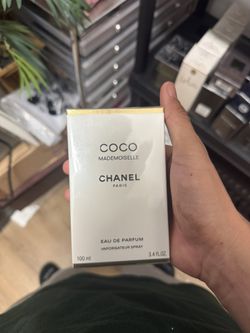 COCO
MADEMOISELLE
CHANEL
PARIS
EAU DE PARFUM
VAPORISATEUR SPRAY
100 ml 3.4 FL. OZ.